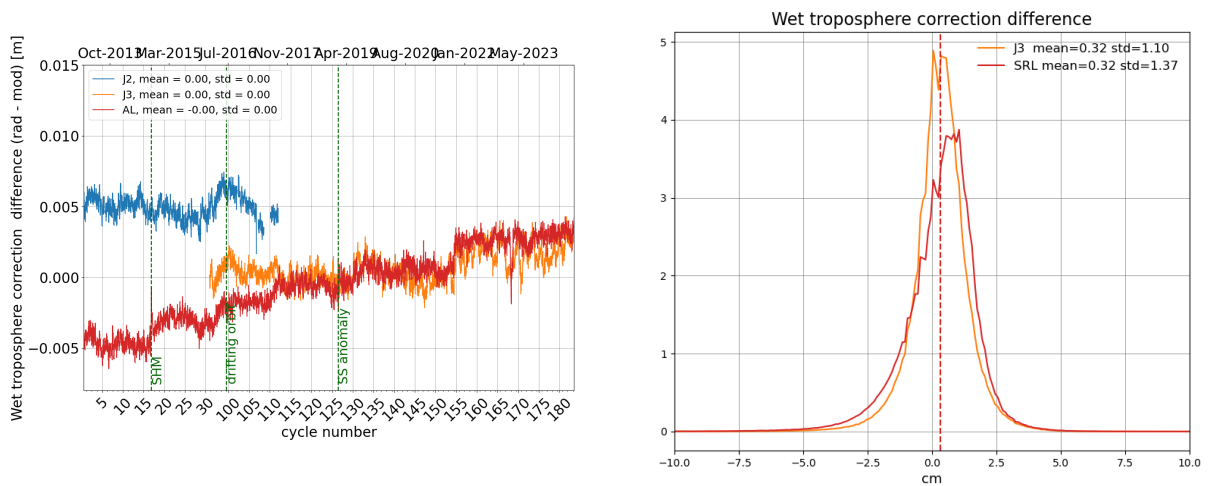 Oct-2013 Mar-2015 Jul-2016 Nov-2017 Apr-2019 Aug-2020 Jan-2022 May-2023
Wet troposphere correction difference (rad - mod) [m]
0.015
0.010
0.005
0.000
−0.005
J2, mean = 0.00, std = 0.00
J3, mean = 0.00, std = 0.00
AL, mean = -0.00, std = 0.00
SHM
drifting orbit
SS anomaly
5 10 15 20 25 30 100 105 110 115 120 125 130 135 140 145 150 155 160 165 170 175 180
cycle number
Wet troposphere correction difference
J3 mean=0.32 std=1.10
SRL mean=0.32 std=1.37
5
4
3
2
1
0
−10.0 −7.5 −5.0 −2.5 0.0 2.5 5.0 7.5 10.0
cm